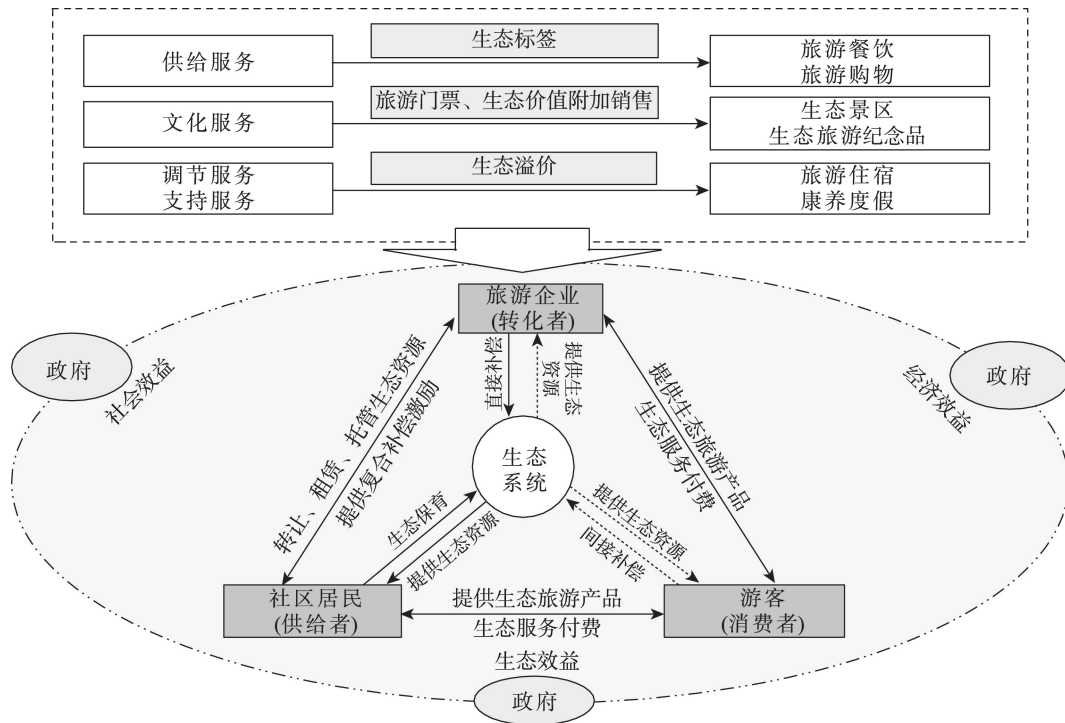 供给服务
生态标签
旅游餐饮
旅游购物
文化服务
旅游门票、生态价值附加销售
生态景区
生态旅游纪念品
调节服务
支持服务
生态溢价
旅游住宿
康养度假
旅游企业
(转化者)
政府
社会效益
政府
经济效益
转让、租赁、托管生态资源
提供复合补偿激励
直接补偿
提供生态
资源
提供生态旅游产品
生态服务付费
生态
系统
生态保育
提供生态资源
提供生态资源
间接补偿
社区居民
(供给者)
提供生态旅游产品
生态服务付费
游客
(消费者)
生态效益
政府